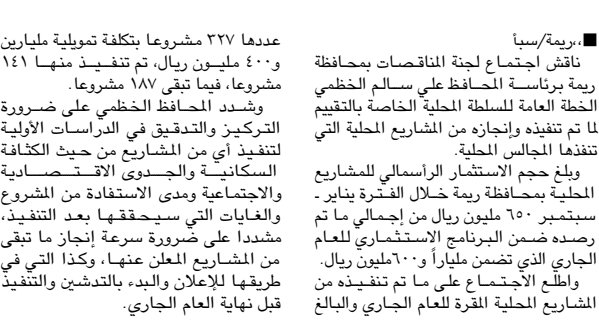 ■ ،،ريمة/سبأ
ناقش اجتماع لجنة المناقصات بمحافظة
ريمة برئاسة المحافظ علي سالم الخظمي
الخطة العامة للسلطة المحلية الخاصة بالتقييم
لما تم تنفيذه وإنجازه من المشاريع المحلية التي
تنفذها المجالس المحلية.
وبلغ حجم الاستثمار الرأسمالي للمشاريع
المحلية بمحافظة ريمة خلال الفترة يناير ـ
سبتمبر ٦٥٠ مليون ريال من إجمالي ما تم
رصده ضمن البرنامج الاستثماري للعام
الجاري الذي تضمن ملياراً و٦٠٠مليون ريال.
واطلع الاجتماع على ما تم تنفيذه من
المشاريع المحلية المقرة للعام الجاري والبالغ
عددها ٣٢٧ مشروعا بتكلفة تمويلية مليارين
و٤٠٠ مليون ريال، تم تنفيذ منها ١٤١
مشروعا، فيما تبقى ١٨٧ مشروعا.
وشدد المحافظ الخظمي على ضرورة
التركيز والتدقيق في الدراسات الأولية
لتنفيذ أي من المشاريع من حيث الكثافة
السكانية والجدوى الاقتصادية
والاجتماعية ومدى الاستفادة من المشروع
والغايات التي سيحققها بعد التنفيذ،
مشددا على ضرورة سرعة إنجاز ما تبقى
من المشاريع المعلن عنها، وكذا التي في
طريقها للإعلان والبدء بالتدشين والتنفيذ
قبل نهاية العام الجاري.